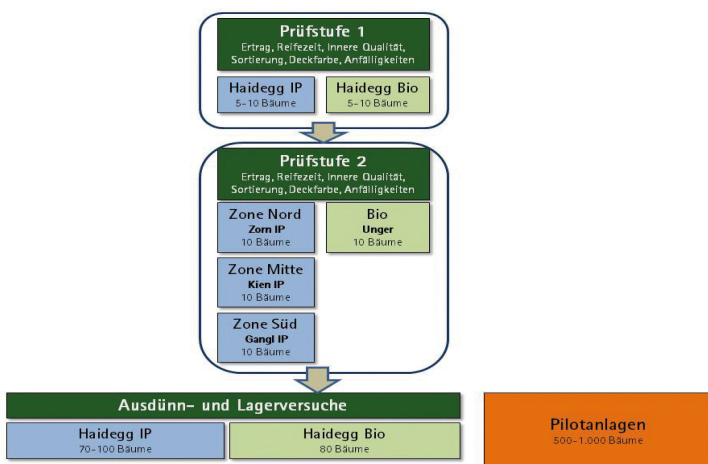 Prüfstufe 1
Ertrag, Reifezeit, Innere Qualität,
Sortierung, Deckfarbe, Anfälligkeiten
Haidegg IP
5-10 Bäume
Haidegg Bio
5-10 Bäume
Prüfstufe 2
Ertrag, Reifezeit, Innere Qualität,
Sortierung, Deckfarbe, Anfälligkeiten
Zone Nord
Zorn IP
10 Bäume
Bio
Unger
10 Bäume
Zone Mitte
Kien IP
10 Bäume
Zone Süd
Gangl IP
10 Bäume
Ausdünn- und Lagerversuche
Haidegg IP
70-100 Bäume
Haidegg Bio
80 Bäume
Pilotanlagen
500-1.000 Bäume